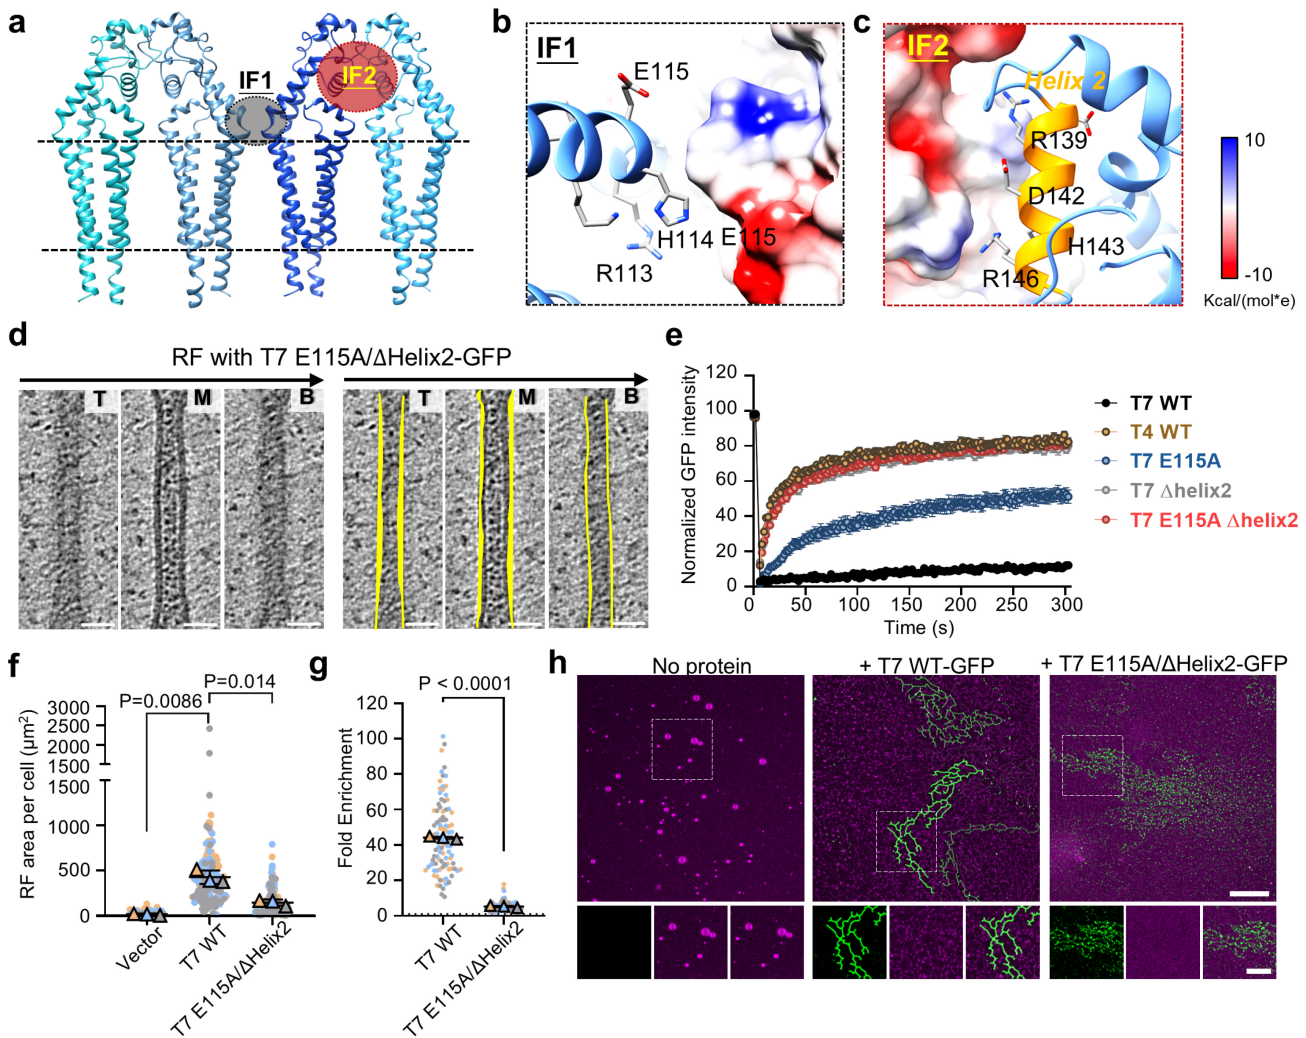 a
IF1
IF2
b
IF1
E115
H114
E115
R113
c
IF2
Helix 2
R139
D142
H143
R146
10
-10
Kcal/(mol*e)
d
RF with T7 E115A/ΔHelix2-GFP
T
M
B
T
M
B
e
Normalized GFP intensity
120
100
80
60
40
20
0
0
50
100
150
200
250
300
Time (s)
T7 WT
T4 WT
T7 E115A
T7 Δhelix2
T7 E115A Δhelix2
f
P=0.014
P=0.0086
RF area per cell (µm²)
3000
2500
2000
1500
1500
1000
500
0
Vector
T7 WT
T7 E115A/ΔHelix2
g
P < 0.0001
Fold Enrichment
120
100
80
60
40
20
0
T7 WT
T7 E115A/ΔHelix2
h
No protein
+ T7 WT-GFP
+ T7 E115A/ΔHelix2-GFP